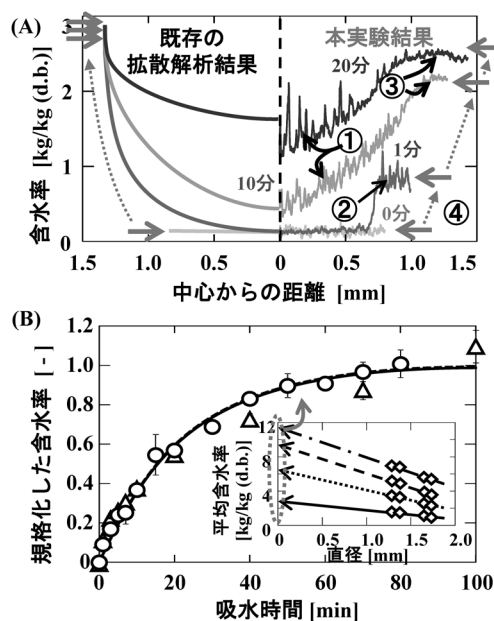 (A)
既存の
拡散解析結果
本実験結果
含水率 [kg/kg (d.b.)]
3
2
1
0
20分
10分
1分
0分
①
②
③
④
1.5 1.0 0.5 0 0.5 1.0 1.5
中心からの距離 [mm]
(B)
規格化した含水率 [ - ]
1.2
1.0
0.8
0.6
0.4
0.2
0
平均含水率
kg/kg (d.b.)]
12
8
4
0
0 0.5 1.0 1.5 2.0
直径 [mm]
0 20 40 60 80 100
吸水時間 [min]